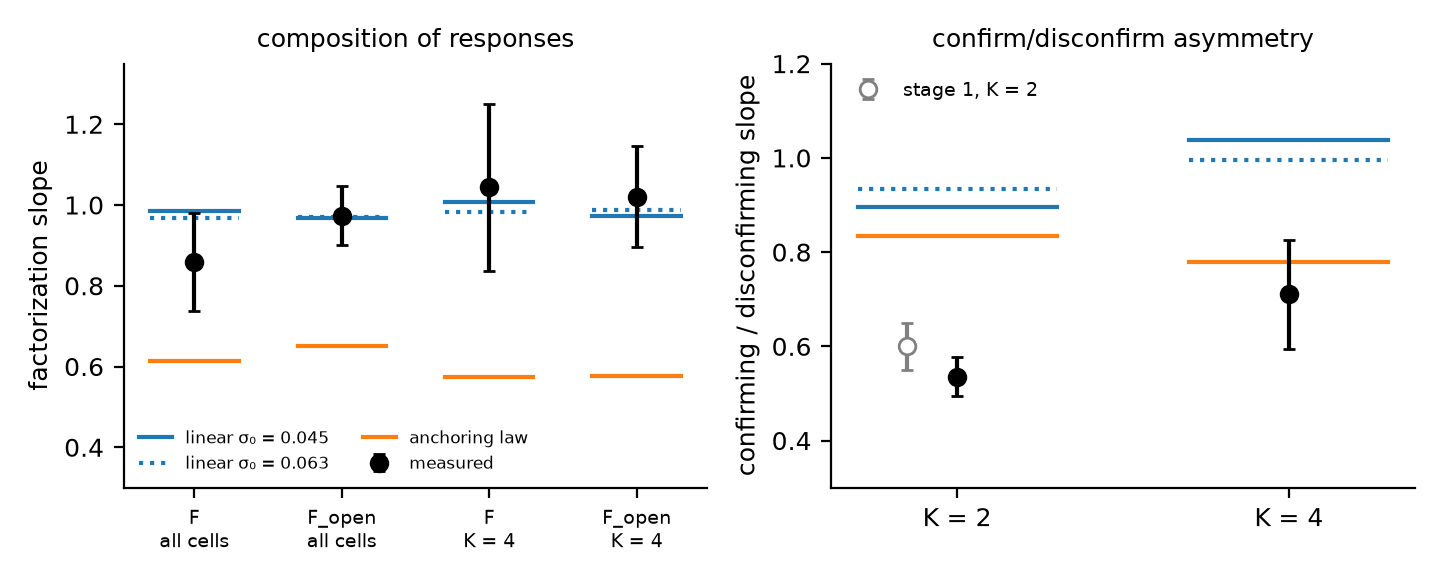 composition of responses
factorization slope
1.2
1.0
0.8
0.6
0.4
linear σ₀ = 0.045
linear σ₀ = 0.063
anchoring law
measured
F
all cells
F_open
all cells
F
K = 4
F_open
K = 4
confirm/disconfirm asymmetry
confirming / disconfirming slope
1.2
1.0
0.8
0.6
0.4
stage 1, K = 2
K = 2
K = 4